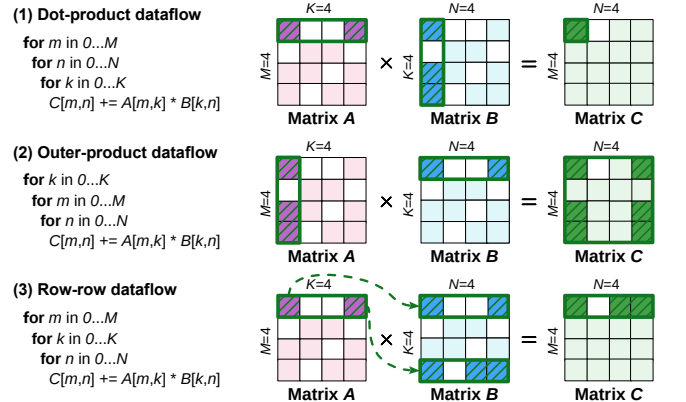 (1) Dot-product dataflow
for m in 0...M
for n in 0...N
for k in 0...K
C[m,n] += A[m,k] * B[k,n]
K=4
N=4
N=4
M=4
×
K=4
=
M=4
Matrix A
Matrix B
Matrix C
(2) Outer-product dataflow
for k in 0...K
for m in 0...M
for n in 0...N
C[m,n] += A[m,k] * B[k,n]
K=4
N=4
N=4
M=4
×
K=4
=
M=4
Matrix A
Matrix B
Matrix C
(3) Row-row dataflow
for m in 0...M
for k in 0...K
for n in 0...N
C[m,n] += A[m,k] * B[k,n]
K=4
N=4
N=4
M=4
×
K=4
=
M=4
Matrix A
Matrix B
Matrix C